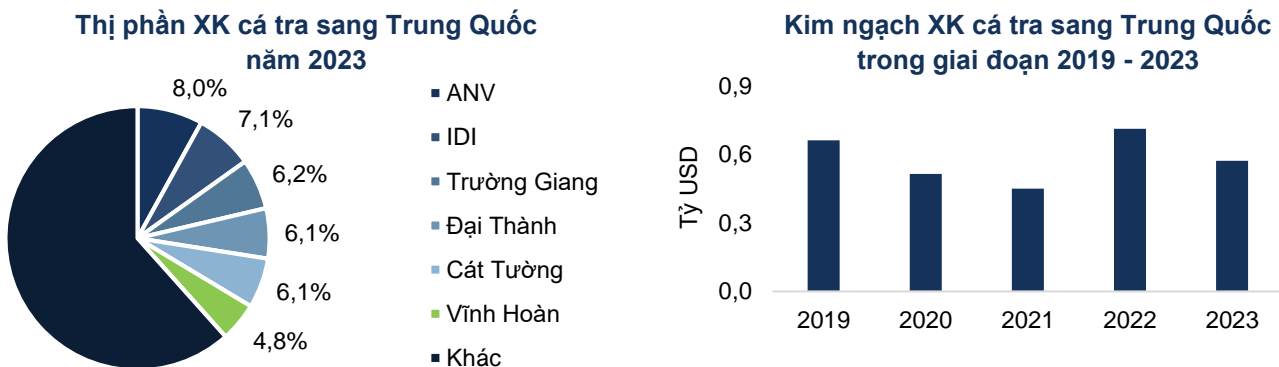 Thị phần XK cá tra sang Trung Quốc
năm 2023
8,0%
7,1%
6,2%
6,1%
6,1%
4,8%
ANV
IDI
Trường Giang
Đại Thành
Cát Tường
Vĩnh Hoàn
Khác
Kim ngạch XK cá tra sang Trung Quốc
trong giai đoạn 2019 - 2023
Tỷ USD
0,9
0,6
0,3
0,0
2019 2020 2021 2022 2023